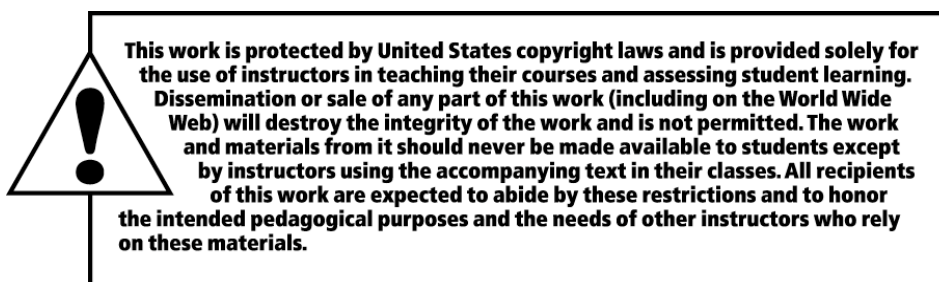 This work is protected by United States copyright laws and is provided solely for
the use of instructors in teaching their courses and assessing student learning.
Dissemination or sale of any part of this work (including on the World Wide
Web) will destroy the integrity of the work and is not permitted. The work
and materials from it should never be made available to students except
by instructors using the accompanying text in their classes. All recipients
of this work are expected to abide by these restrictions and to honor
the intended pedagogical purposes and the needs of other instructors who rely
on these materials.